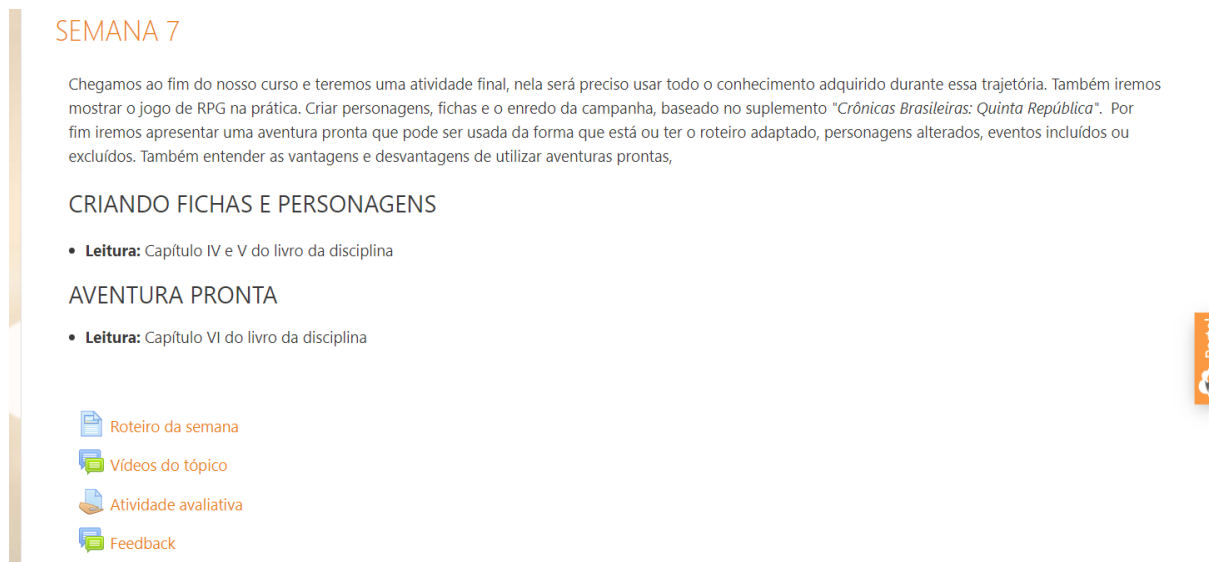 SEMANA 7
Chegamos ao fim do nosso curso e teremos uma atividade final, nela será preciso usar todo o conhecimento adquirido durante essa trajetória. Também iremos
mostrar o jogo de RPG na prática. Criar personagens, fichas e o enredo da campanha, baseado no suplemento "Crônicas Brasileiras: Quinta República". Por
fim iremos apresentar uma aventura pronta que pode ser usada da forma que está ou ter o roteiro adaptado, personagens alterados, eventos incluídos ou
excluídos. Também entender as vantagens e desvantagens de utilizar aventuras prontas,
CRIANDO FICHAS E PERSONAGENS
• Leitura: Capítulo IV e V do livro da disciplina
AVENTURA PRONTA
• Leitura: Capítulo VI do livro da disciplina
Roteiro da semana
Vídeos do tópico
Atividade avaliativa
Feedback